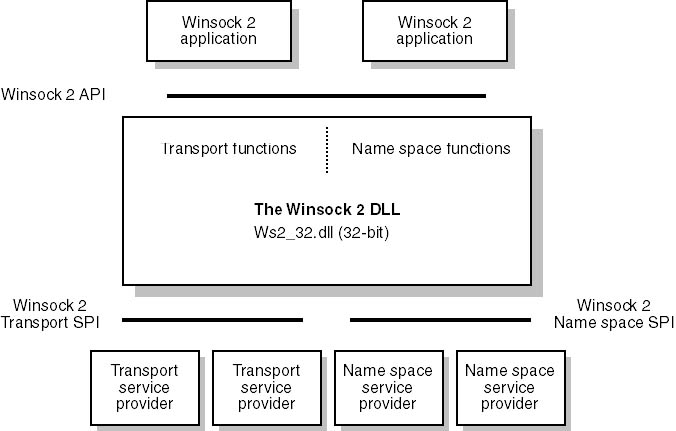 Winsock 2
application
Winsock 2
application
Winsock 2 API
Transport functions
Name space functions
The Winsock 2 DLL
Ws2_32.dll (32-bit)
Winsock 2
Transport SPI
Winsock 2
Name space SPI
Transport
service
provider
Transport
service
provider
Name space
service
provider
Name space
service
provider